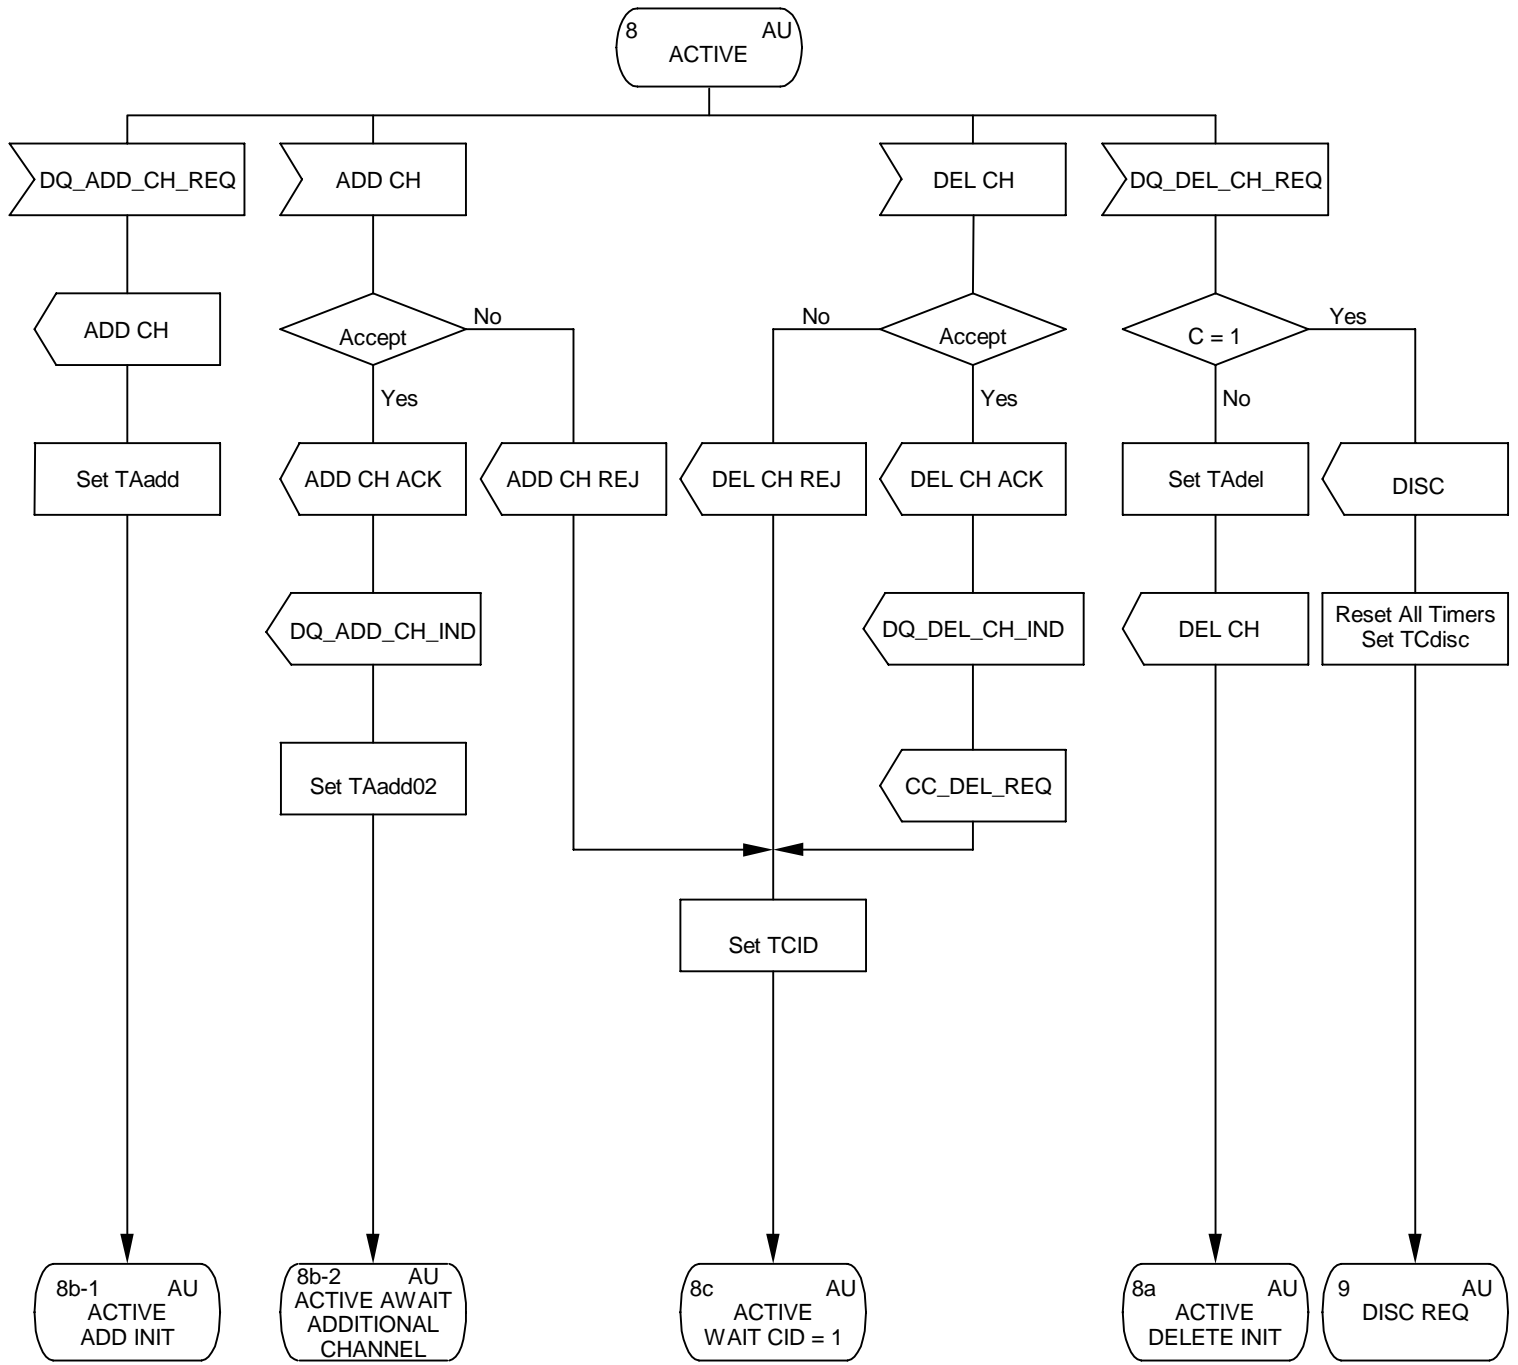 8 AU
ACTIVE
DQ_ADD_CH_REQ
ADD CH
DEL CH
DQ_DEL_CH_REQ
ADD CH
Accept
No
No
Accept
C = 1
Yes
Yes
Yes
No
Set TAadd
ADD CH ACK
ADD CH REJ
DEL CH REJ
DEL CH ACK
Set TAdel
DISC
DQ_ADD_CH_IND
DQ_DEL_CH_IND
DEL CH
Reset All Timers
Set TCdisc
Set TAadd02
CC_DEL_REQ
Set TCID
8b-1 AU
ACTIVE
ADD INIT
8b-2 AU
ACTIVE AWAIT
ADDITIONAL
CHANNEL
8c AU
ACTIVE
WAIT CID = 1
8a AU
ACTIVE
DELETE INIT
9 AU
DISC REQ